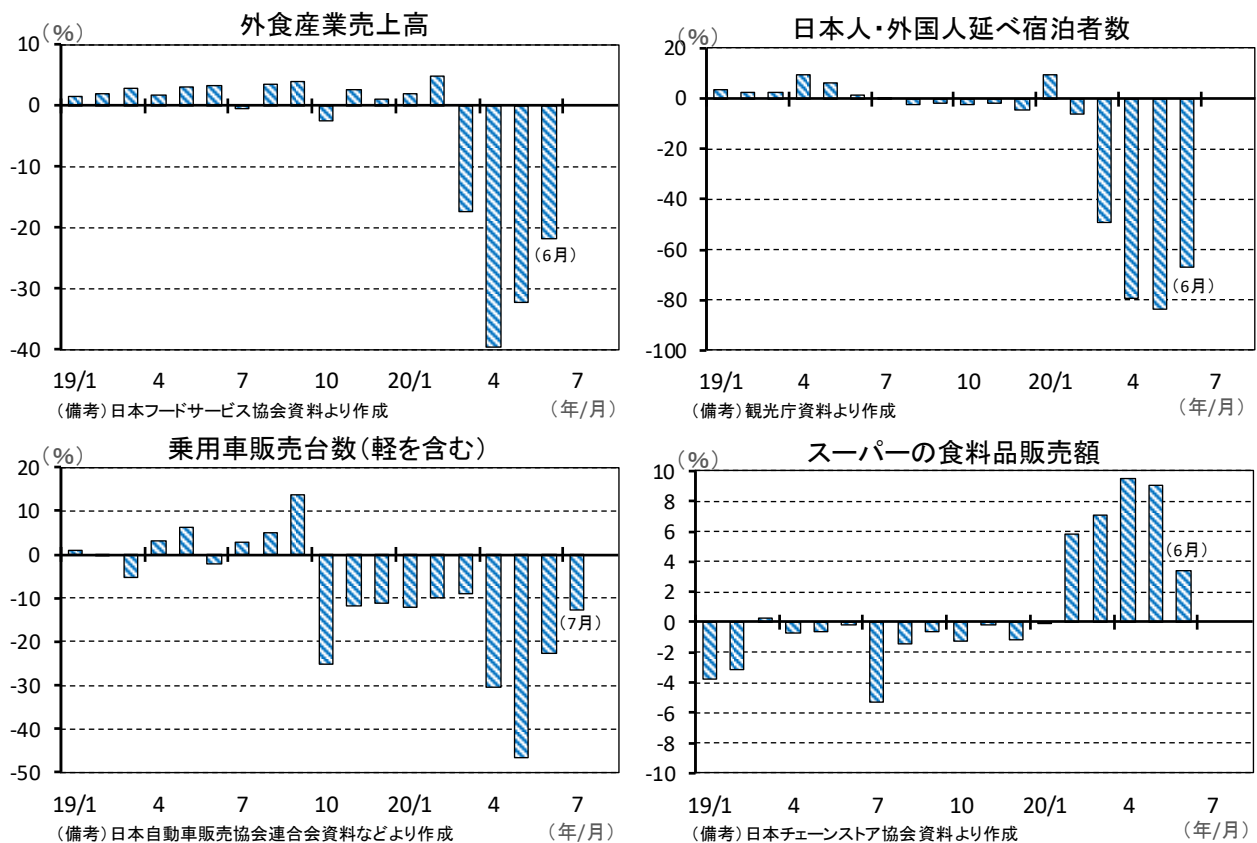 外食産業売上高
(%)
10
0
-10
-20
-30
-40
(6月)
19/1 4 7 10 20/1 4 7
(備考)日本フードサービス協会資料より作成
(年/月)
日本人・外国人延べ宿泊者数
(%)
20
0
-20
-40
-60
-80
-100
(6月)
19/1 4 7 10 20/1 4 7
(備考)観光庁資料より作成
(年/月)
乗用車販売台数(軽を含む)
(%)
20
10
0
-10
-20
-30
-40
-50
(7月)
19/1 4 7 10 20/1 4 7
(備考)日本自動車販売協会連合会資料などより作成
(年/月)
スーパーの食料品販売額
(%)
10
8
6
4
2
0
-2
-4
-6
-8
-10
(6月)
19/1 4 7 10 20/1 4 7
(備考)日本チェーンストア協会資料より作成
(年/月)